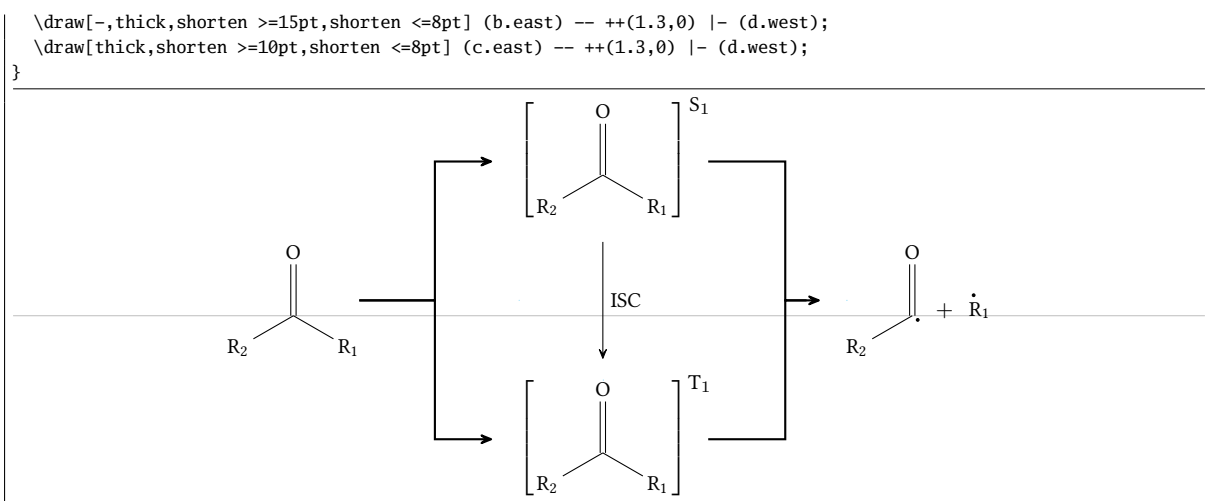 \draw[-,thick,shorten >=15pt,shorten <=8pt] (b.east) -- ++(1.3,0) |- (d.west);
\draw[thick,shorten >=10pt,shorten <=8pt] (c.east) -- ++(1.3,0) |- (d.west);
}
S₁
O
R₂ R₁
O
R₂ R₁
ISC
O
R₂
+ Ṙ₁
T₁
O
R₂ R₁